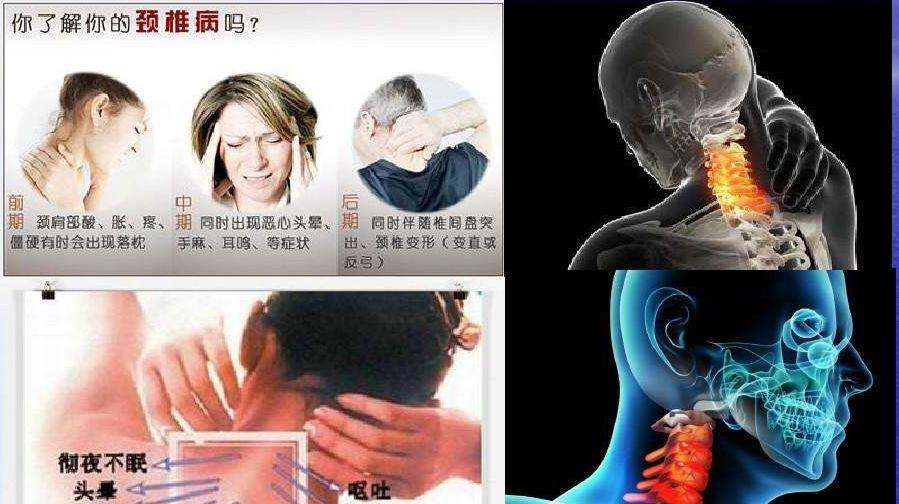 你了解你的颈椎病吗?
前期 颈肩部酸、胀、疼、
僵硬有时会出现落枕
中期 同时出现恶心头晕、
手麻、耳鸣、等症状
后期 同时伴随椎间盘突
出、颈椎变形(变直或
反弓)
彻夜不眠
头晕
呕吐